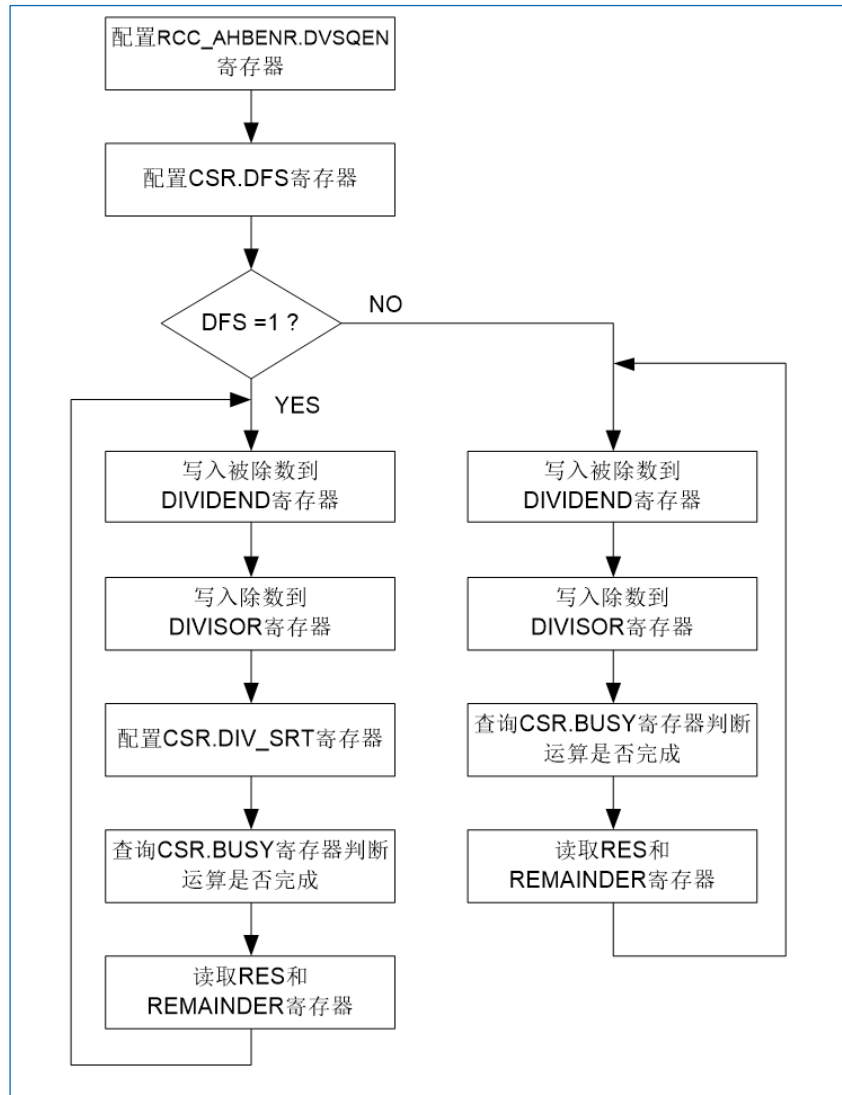 配置RCC_AHBENR.DVSQEN
寄存器
配置CSR.DFS寄存器
DFS =1 ?
NO
YES
写入被除数到
DIVIDEND寄存器
写入除数到
DIVISOR寄存器
配置CSR.DIV_SRT寄存器
查询CSR.BUSY寄存器判断
运算是否完成
读取RES和
REMAINDER寄存器
写入被除数到
DIVIDEND寄存器
写入除数到
DIVISOR寄存器
查询CSR.BUSY寄存器判断
运算是否完成
读取RES和
REMAINDER寄存器